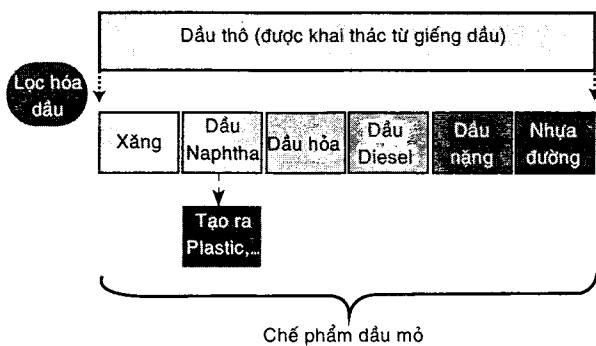 Dầu thô (được khai thác từ giếng dầu)
Lọc hóa
dầu
Xăng
Dầu
Naphtha
Dầu hỏa
Dầu
Diesel
Dầu
nặng
Nhựa
đường
Tạo ra
Plastic,...
Chế phẩm dầu mỏ